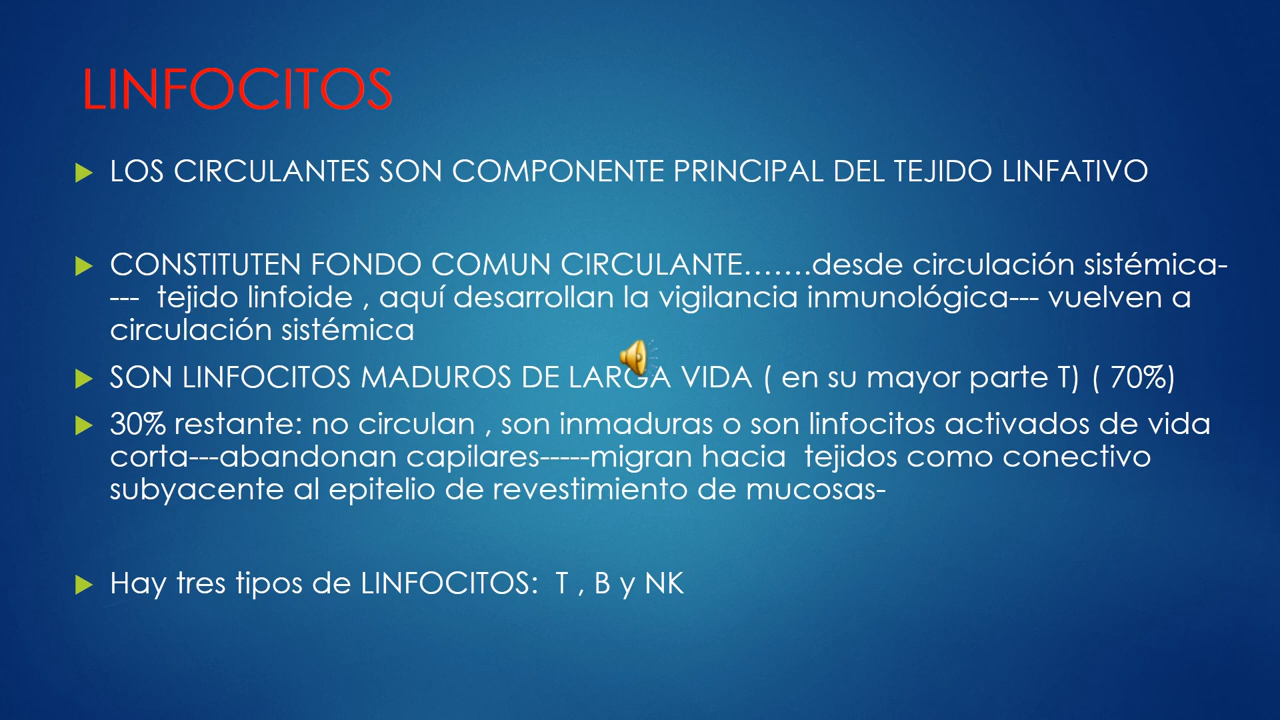 LINFOCITOS
LOS CIRCULANTES SON COMPONENTE PRINCIPAL DEL TEJIDO LINFATIVO
CONSTITUTEN FONDO COMUN CIRCULANTE…….desde circulación sistémica-
--- tejido linfoide , aquí desarrollan la vigilancia inmunológica--- vuelven a
circulación sistémica
SON LINFOCITOS MADUROS DE LARGA VIDA ( en su mayor parte T) ( 70%)
30% restante: no circulan , son inmaduras o son linfocitos activados de vida
corta---abandonan capilares-----migran hacia tejidos como conectivo
subyacente al epitelio de revestimiento de mucosas-
Hay tres tipos de LINFOCITOS: T , B y NK